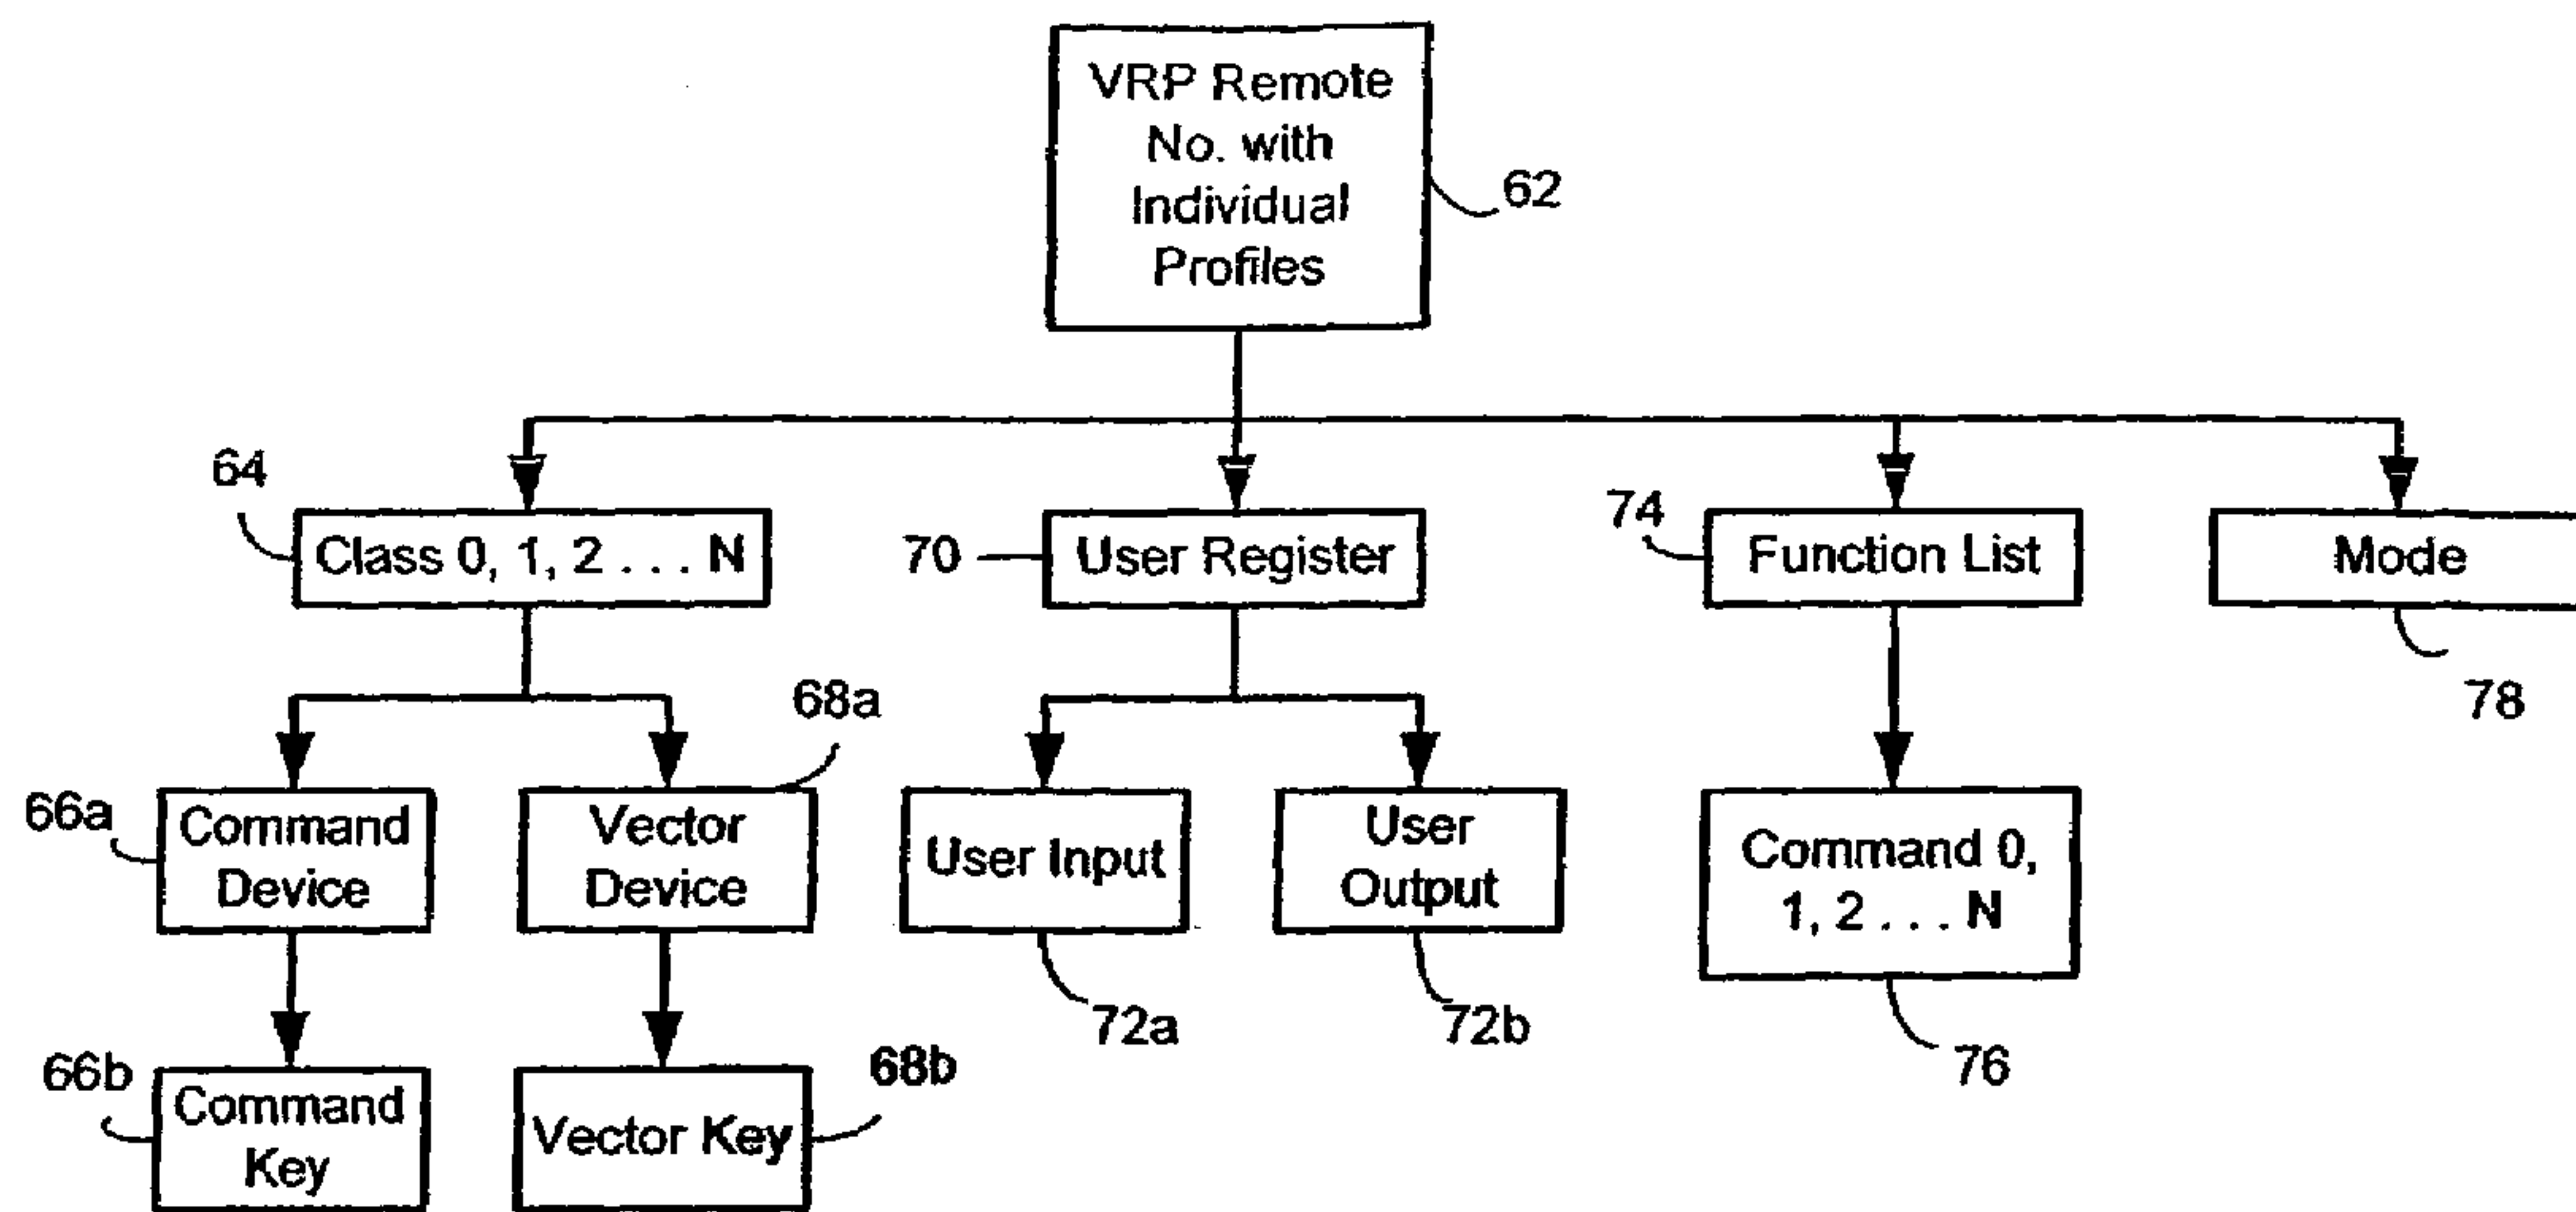 VRP Remote
No. with
Individual
Profiles
62
64
Class 0, 1, 2 . . . N
70
User Register
74
Function List
Mode
78
66a
Command
Device
68a
Vector
Device
User Input
72a
User
Output
72b
Command 0,
1, 2 . . . N
76
66b
Command
Key
Vector Key
68b